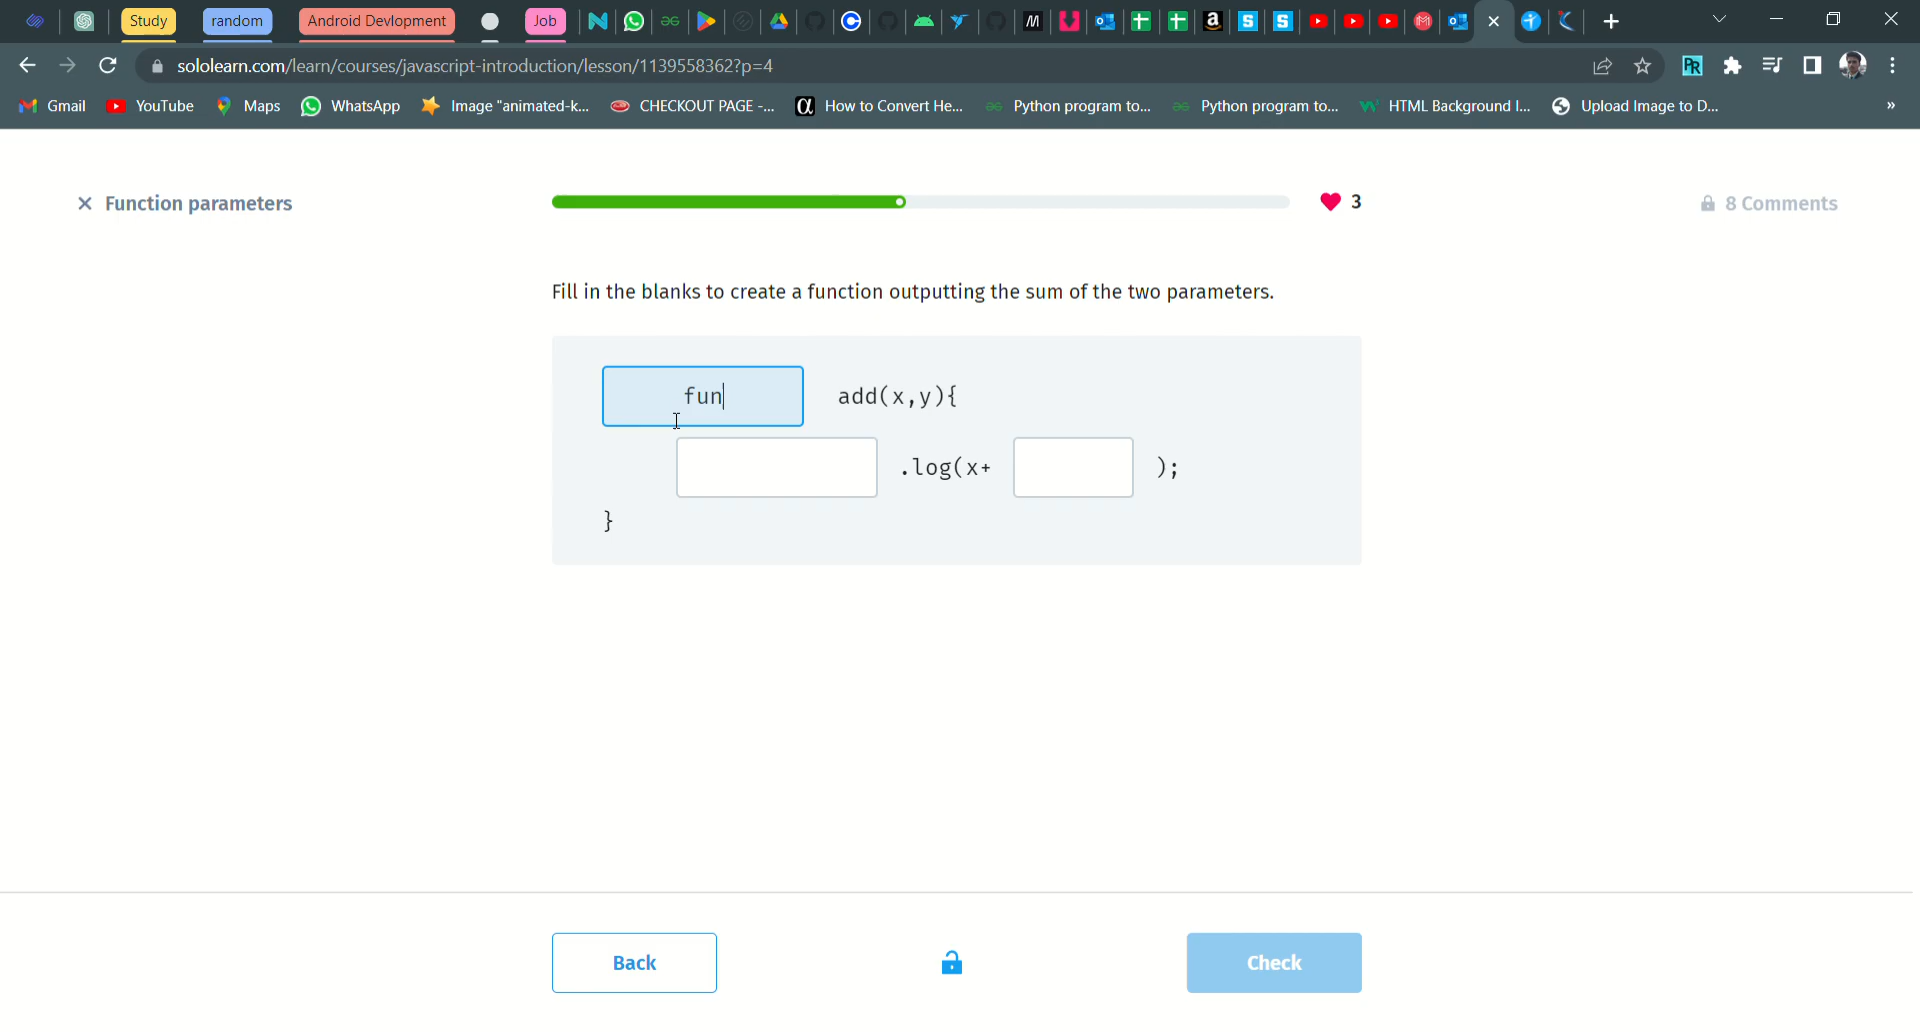 Study random Android Devlopment Job
sololearn.com/learn/courses/javascript-introduction/lesson/1139558362?p=4
Gmail YouTube Maps WhatsApp Image "animated-k... CHECKOUT PAGE -... How to Convert He... Python program to... Python program to... HTML Background I... Upload Image to D... »
Function parameters 3 8 Comments
Fill in the blanks to create a function outputting the sum of the two parameters.
fun add(x,y){
.log(x+ );
}
Back Check